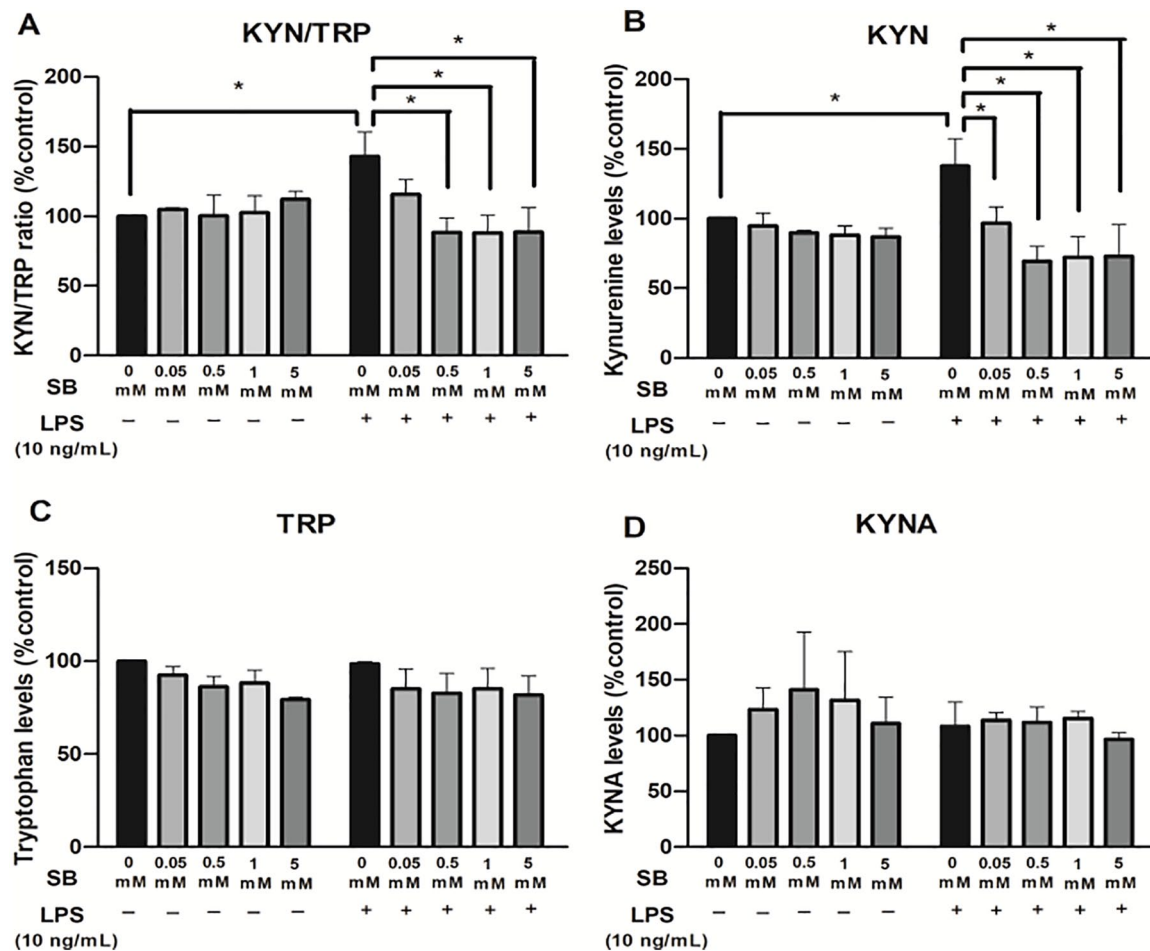 A
KYN/TRP
*
*
*
*
KYN/TRP ratio (%control)
200
150
100
50
0
0 0.05 0.5 1 5 0 0.05 0.5 1 5
SB mM mM mM mM mM mM mM mM mM mM
LPS – – – – – + + + + +
(10 ng/mL)
B
KYN
*
*
*
*
*
Kynurenine levels (%control)
200
150
100
50
0
0 0.05 0.5 1 5 0 0.05 0.5 1 5
SB mM mM mM mM mM mM mM mM mM mM
LPS – – – – – + + + + +
(10 ng/mL)
C
TRP
Tryptophan levels (%control)
150
100
50
0
0 0.05 0.5 1 5 0 0.05 0.5 1 5
SB mM mM mM mM mM mM mM mM mM mM
LPS – – – – – + + + + +
(10 ng/mL)
D
KYNA
KYNA levels (%control)
250
200
150
100
50
0
0 0.05 0.5 1 5 0 0.05 0.5 1 5
SB mM mM mM mM mM mM mM mM mM mM
LPS – – – – – + + + + +
(10 ng/mL)